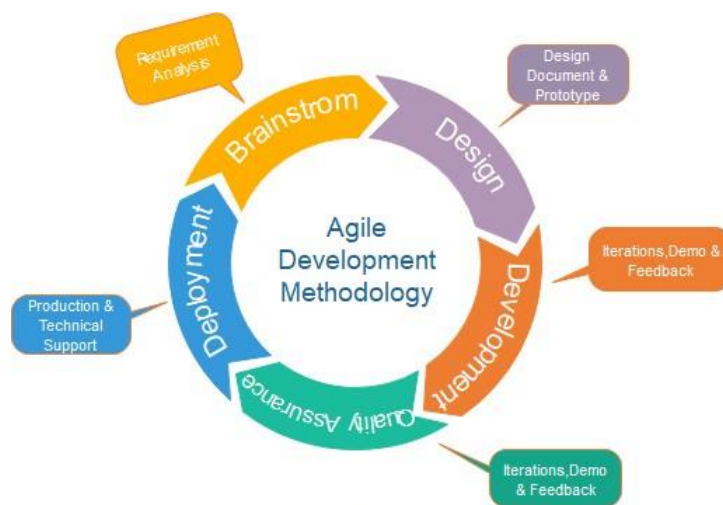 Requirement
Analysis
Brainstrom
Design
Document &
Prototype
Design
Iterations,Demo &
Feedback
Development
Iterations,Demo
& Feedback
Quality Assurance
Production &
Technical
Support
Deployment
Agile
Development
Methodology